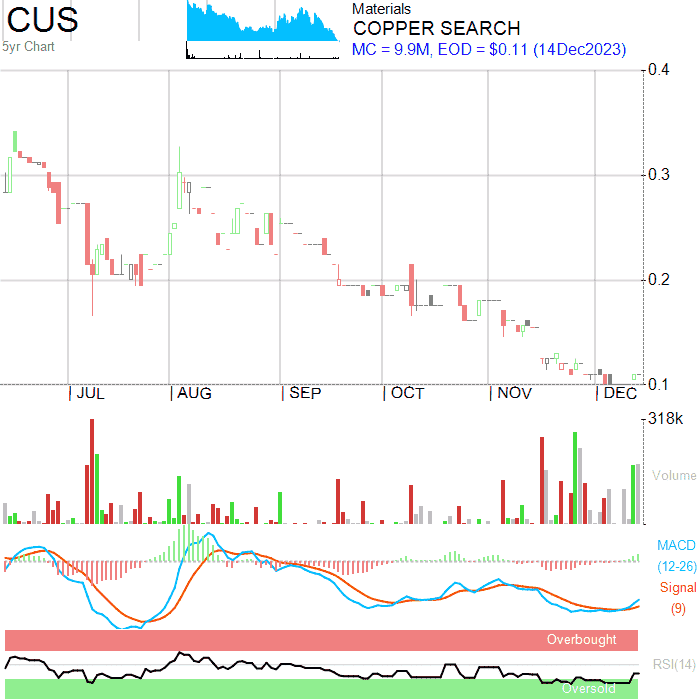 CUS
5yr Chart
Materials
COPPER SEARCH
MC = 9.9M, EOD = $0.11 (14Dec2023)
0.4
0.3
0.2
0.1
JUL AUG SEP OCT NOV DEC
318k
Volume
MACD
(12-26)
Signal
(9)
Overbought
RSI(14)
Oversold